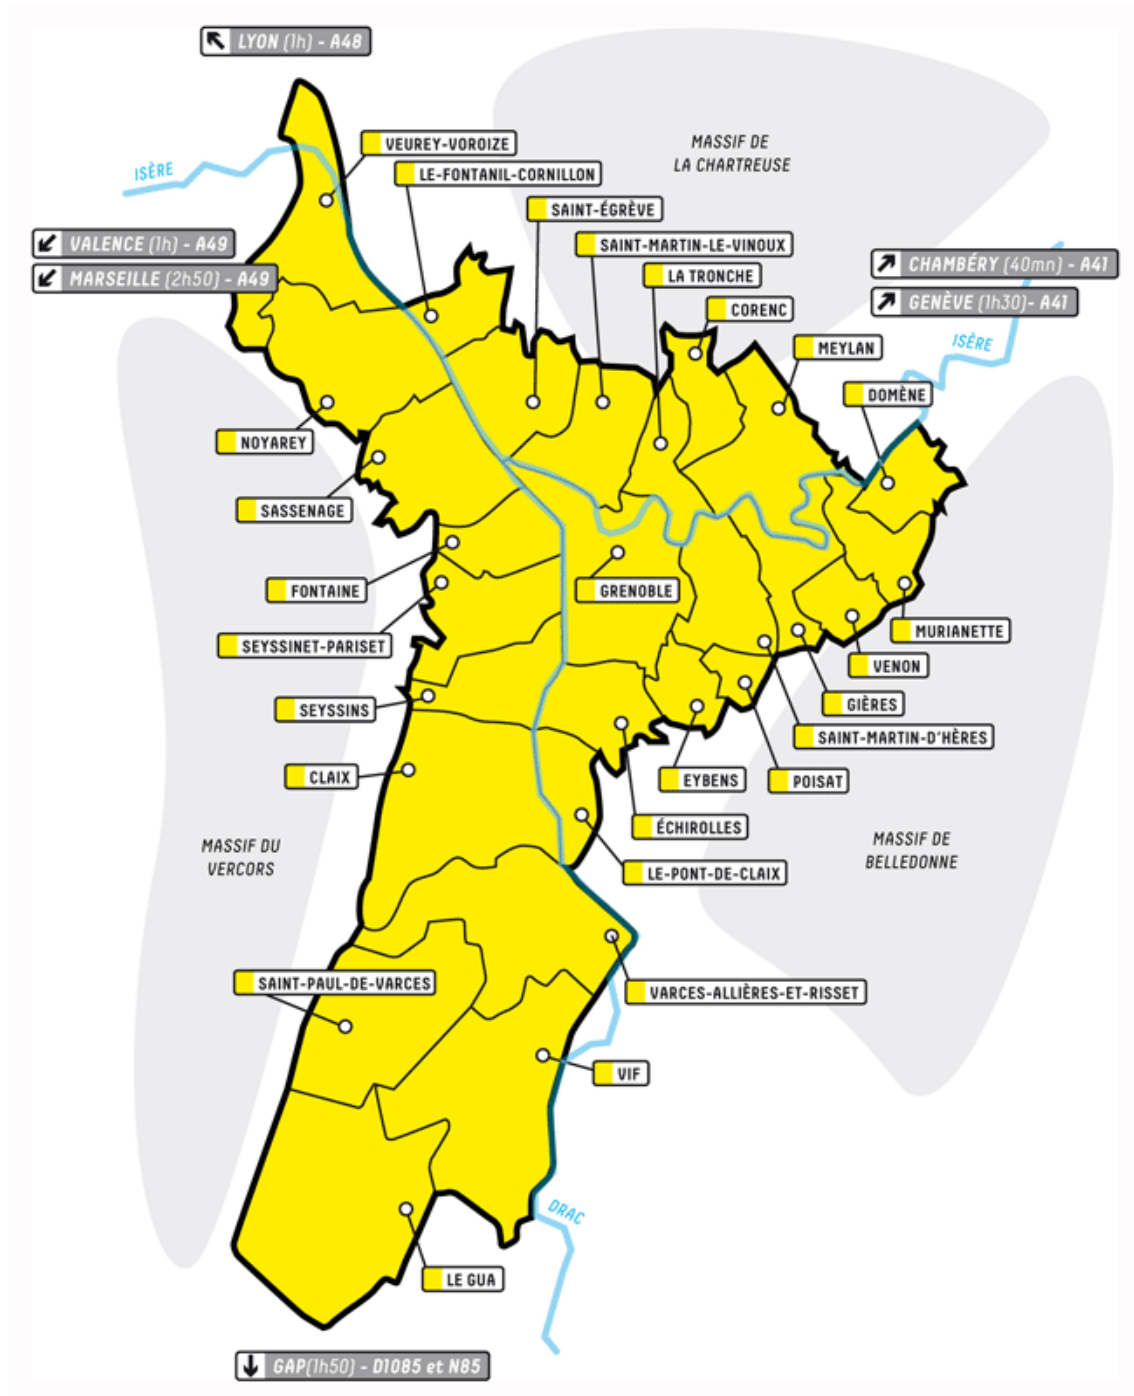 LYON (1h) - A48
VEUREY-VOROIZE
MASSIF DE
LA CHARTREUSE
ISÈRE
LE-FONTANIL-CORNILLON
SAINT-ÉGRÈVE
VALENCE (1h) - A49
SAINT-MARTIN-LE-VINOUX
MARSEILLE (2h50) - A49
LA TRONCHE
CHAMBÉRY (40mn) - A41
GENÈVE (1h30)- A41
CORENC
ISÈRE
MEYLAN
DOMÈNE
NOYAREY
SASSENAGE
FONTAINE
GRENOBLE
MURIANETTE
SEYSSINET-PARISET
VENON
GIÈRES
SEYSSINS
SAINT-MARTIN-D'HÈRES
CLAIX
EYBENS
POISAT
ÉCHIROLLES
MASSIF DU
VERCORS
MASSIF DE
BELLEDONNE
LE-PONT-DE-CLAIX
SAINT-PAUL-DE-VARCES
VARCES-ALLIÈRES-ET-RISSET
VIF
DRAC
LE GUA
GAP(1h50) - D1085 et N85